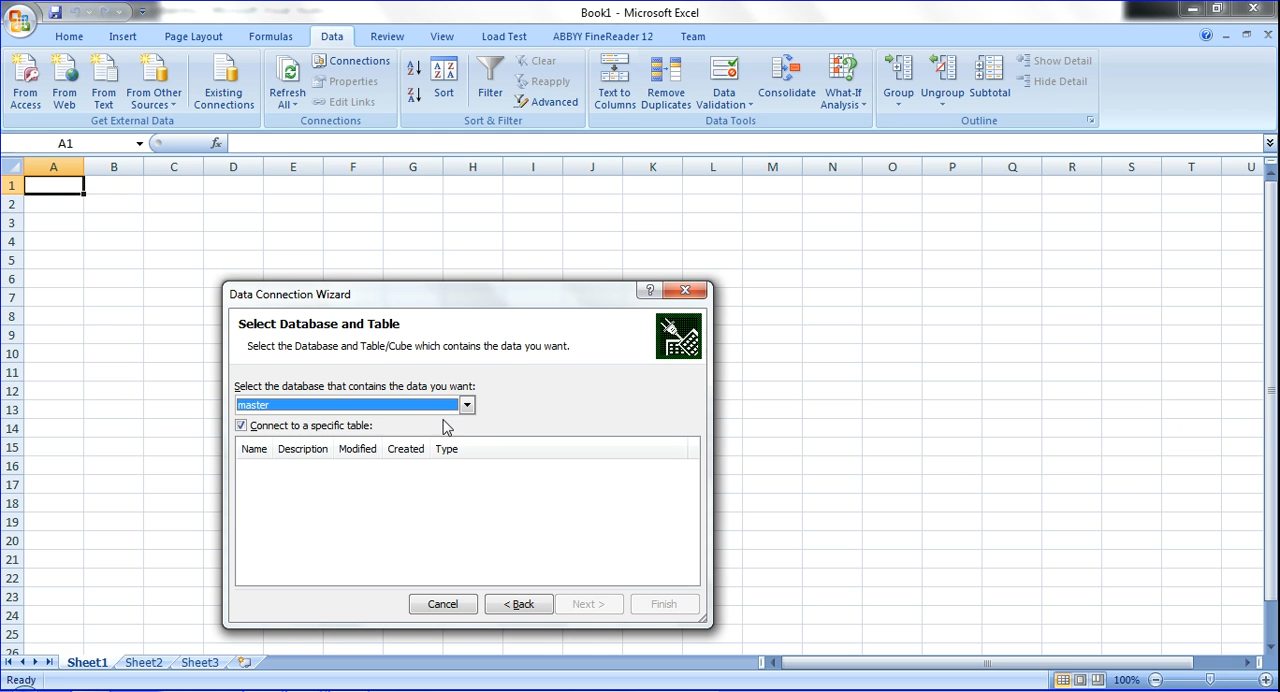 Book1 - Microsoft Excel
Home Insert Page Layout Formulas Data Review View Load Test ABBYY FineReader 12 Team
From Access
From Web
From Text
From Other Sources
Existing Connections
Get External Data
Refresh All
Connections
Properties
Edit Links
Connections
Sort
Filter
Clear
Reapply
Advanced
Sort & Filter
Text to Columns
Remove Duplicates
Data Validation
Consolidate
What-If Analysis
Data Tools
Group
Ungroup
Subtotal
Show Detail
Hide Detail
Outline
A1 fx
A B C D E F G H I J K L M N O P Q R S T U
1
2
3
4
5
6
7
8
9
10
11
12
13
14
15
16
17
18
19
20
21
22
23
24
25
26
Data Connection Wizard
Select Database and Table
Select the Database and Table/Cube which contains the data you want.
Select the database that contains the data you want:
master
Connect to a specific table:
Name Description Modified Created Type
Cancel < Back Next > Finish
Sheet1 Sheet2 Sheet3
Ready 100%